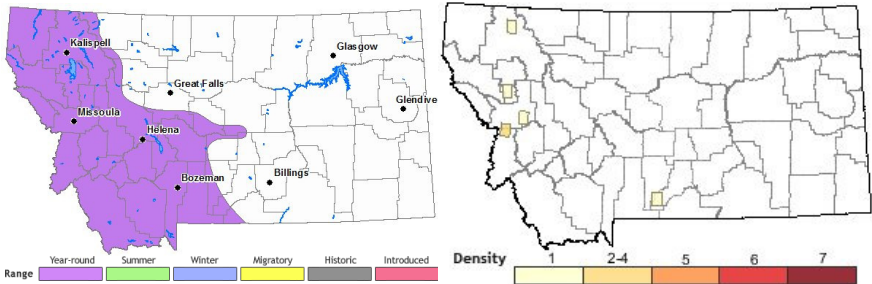 Kalispell
Glasgow
Great Falls
Glendive
Missoula
Helena
Bozeman
Billings
Range Year-round Summer Winter Migratory Historic Introduced
Density 1 2-4 5 6 7